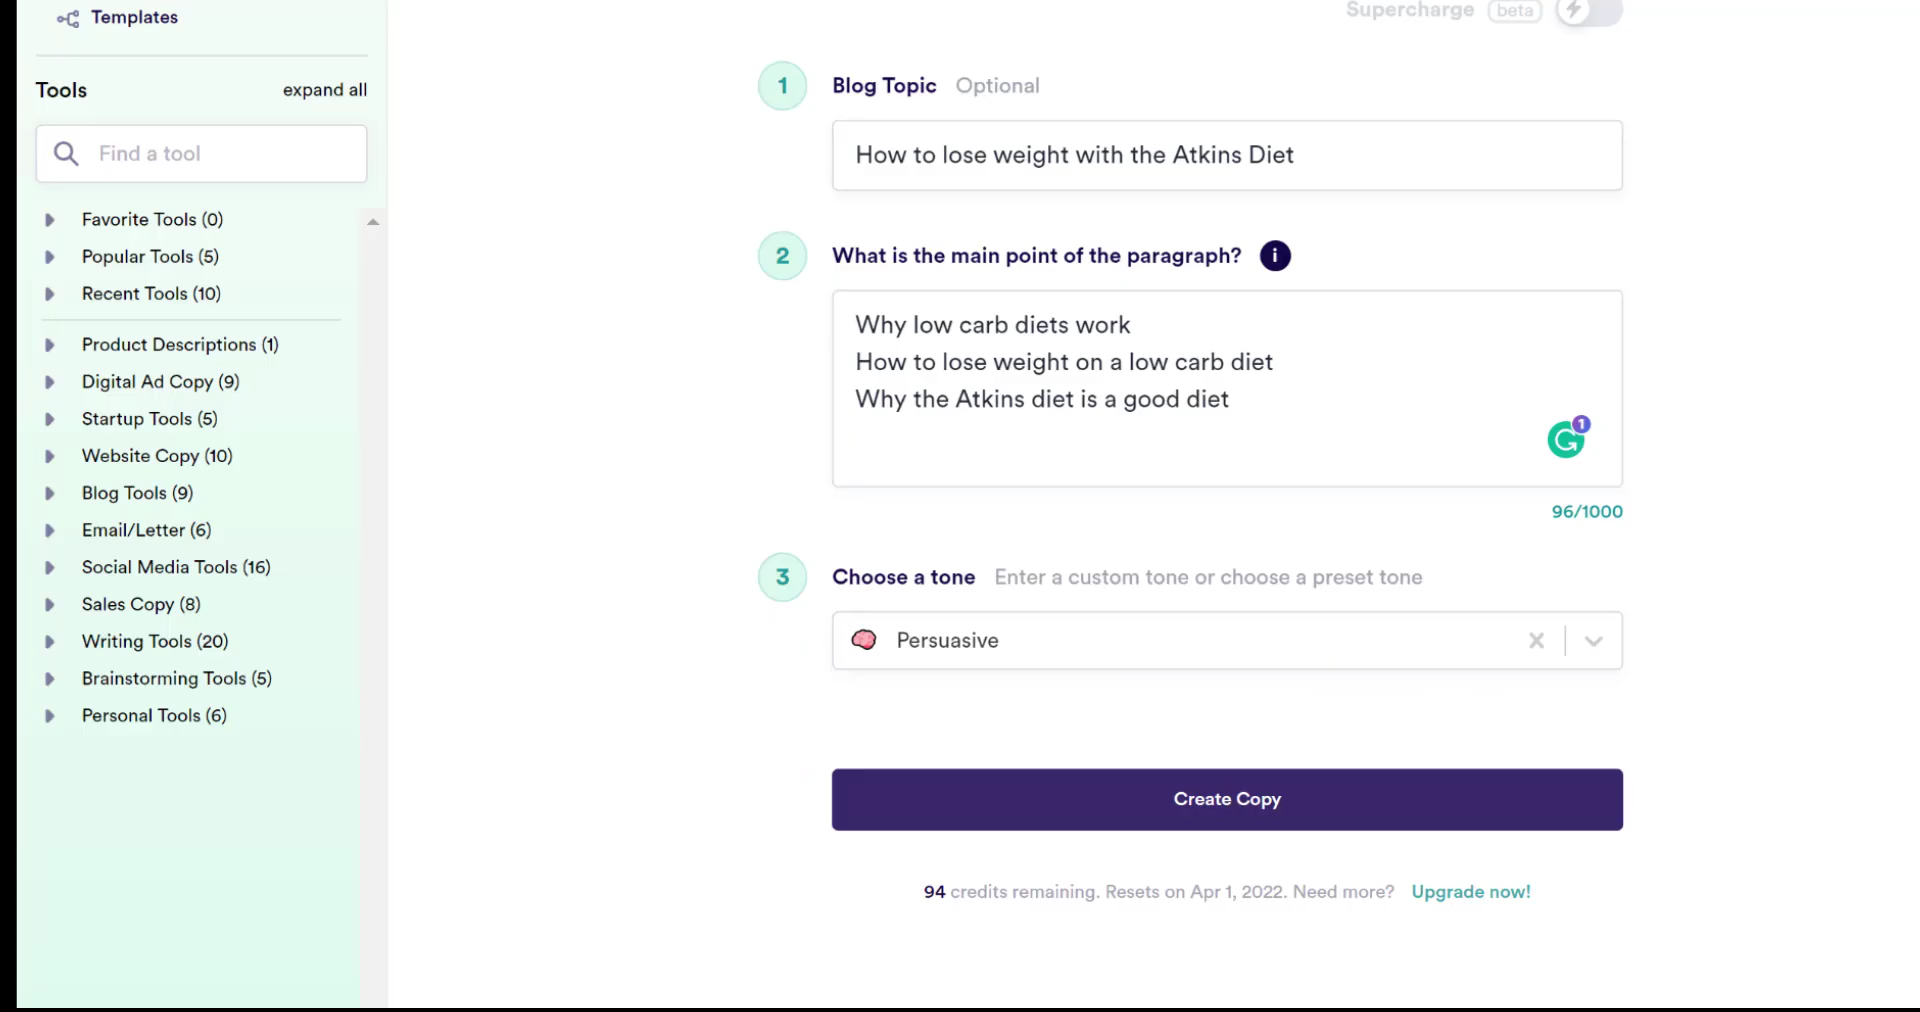 Templates
Tools expand all
Find a tool
Favorite Tools (0)
Popular Tools (5)
Recent Tools (10)
Product Descriptions (1)
Digital Ad Copy (9)
Startup Tools (5)
Website Copy (10)
Blog Tools (9)
Email/Letter (6)
Social Media Tools (16)
Sales Copy (8)
Writing Tools (20)
Brainstorming Tools (5)
Personal Tools (6)
Supercharge beta
1 Blog Topic Optional
How to lose weight with the Atkins Diet
2 What is the main point of the paragraph? i
Why low carb diets work
How to lose weight on a low carb diet
Why the Atkins diet is a good diet
1
96/1000
3 Choose a tone Enter a custom tone or choose a preset tone
Persuasive
Create Copy
94 credits remaining. Resets on Apr 1, 2022. Need more? Upgrade now!